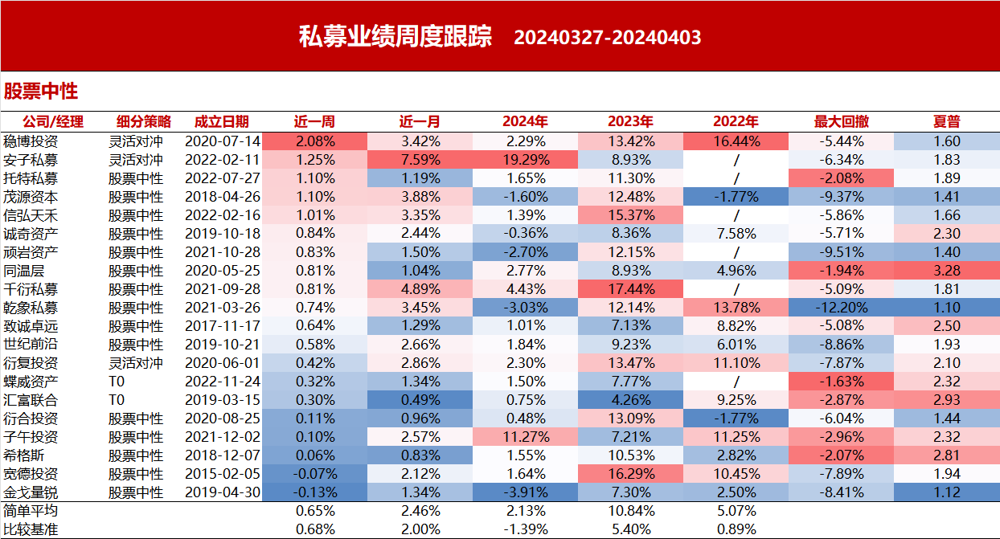 私募业绩周度跟踪 20240327-20240403
股票中性
公司/经理 细分策略 成立日期 近一周 近一月 2024年 2023年 2022年 最大回撤 夏普
稳博投资 灵活对冲 2020-07-14 2.08% 3.42% 2.29% 13.42% 16.44% -5.44% 1.60
安子私募 灵活对冲 2022-02-11 1.25% 7.59% 19.29% 8.93% / -6.34% 1.83
托特私募 股票中性 2022-07-27 1.10% 1.19% 1.65% 11.30% / -2.08% 1.89
茂源资本 股票中性 2018-04-26 1.10% 3.88% -1.60% 12.48% -1.77% -9.37% 1.41
信弘天禾 股票中性 2022-02-16 1.01% 3.35% 1.39% 15.37% / -5.86% 1.66
诚奇资产 股票中性 2019-10-18 0.84% 2.44% -0.36% 8.36% 7.58% -5.71% 2.30
顽岩资产 股票中性 2021-10-28 0.83% 1.50% -2.70% 12.15% / -9.51% 1.40
同温层 股票中性 2020-05-25 0.81% 1.04% 2.77% 8.93% 4.96% -1.94% 3.28
千衍私募 股票中性 2021-09-28 0.81% 4.89% 4.43% 17.44% / -5.09% 1.81
乾象私募 股票中性 2021-03-26 0.74% 3.45% -3.03% 12.14% 13.78% -12.20% 1.10
致诚卓远 股票中性 2017-11-17 0.64% 1.29% 1.01% 7.13% 8.82% -5.08% 2.50
世纪前沿 股票中性 2019-10-21 0.58% 2.66% 1.84% 9.23% 6.01% -8.86% 1.93
衍复投资 灵活对冲 2020-06-01 0.42% 2.86% 2.30% 13.47% 11.10% -7.87% 2.10
蝶威资产 T0 2022-11-24 0.32% 1.34% 1.50% 7.77% / -1.63% 2.32
汇富联合 T0 2019-03-15 0.30% 0.49% 0.75% 4.26% 9.25% -2.87% 2.93
衍合投资 股票中性 2020-08-25 0.11% 0.96% 0.48% 13.09% -1.77% -6.04% 1.44
子午投资 股票中性 2021-12-02 0.10% 2.57% 11.27% 7.21% 11.25% -2.96% 2.32
希格斯 股票中性 2018-12-07 0.06% 0.83% 1.55% 10.53% 2.82% -2.07% 2.81
宽德投资 股票中性 2015-02-05 -0.07% 2.12% 1.64% 16.29% 10.45% -7.89% 1.94
金戈量锐 股票中性 2019-04-30 -0.13% 1.34% -3.91% 7.30% 2.50% -8.41% 1.12
简单平均 0.65% 2.46% 2.13% 10.84% 5.07%
比较基准 0.68% 2.00% -1.39% 5.40% 0.89%